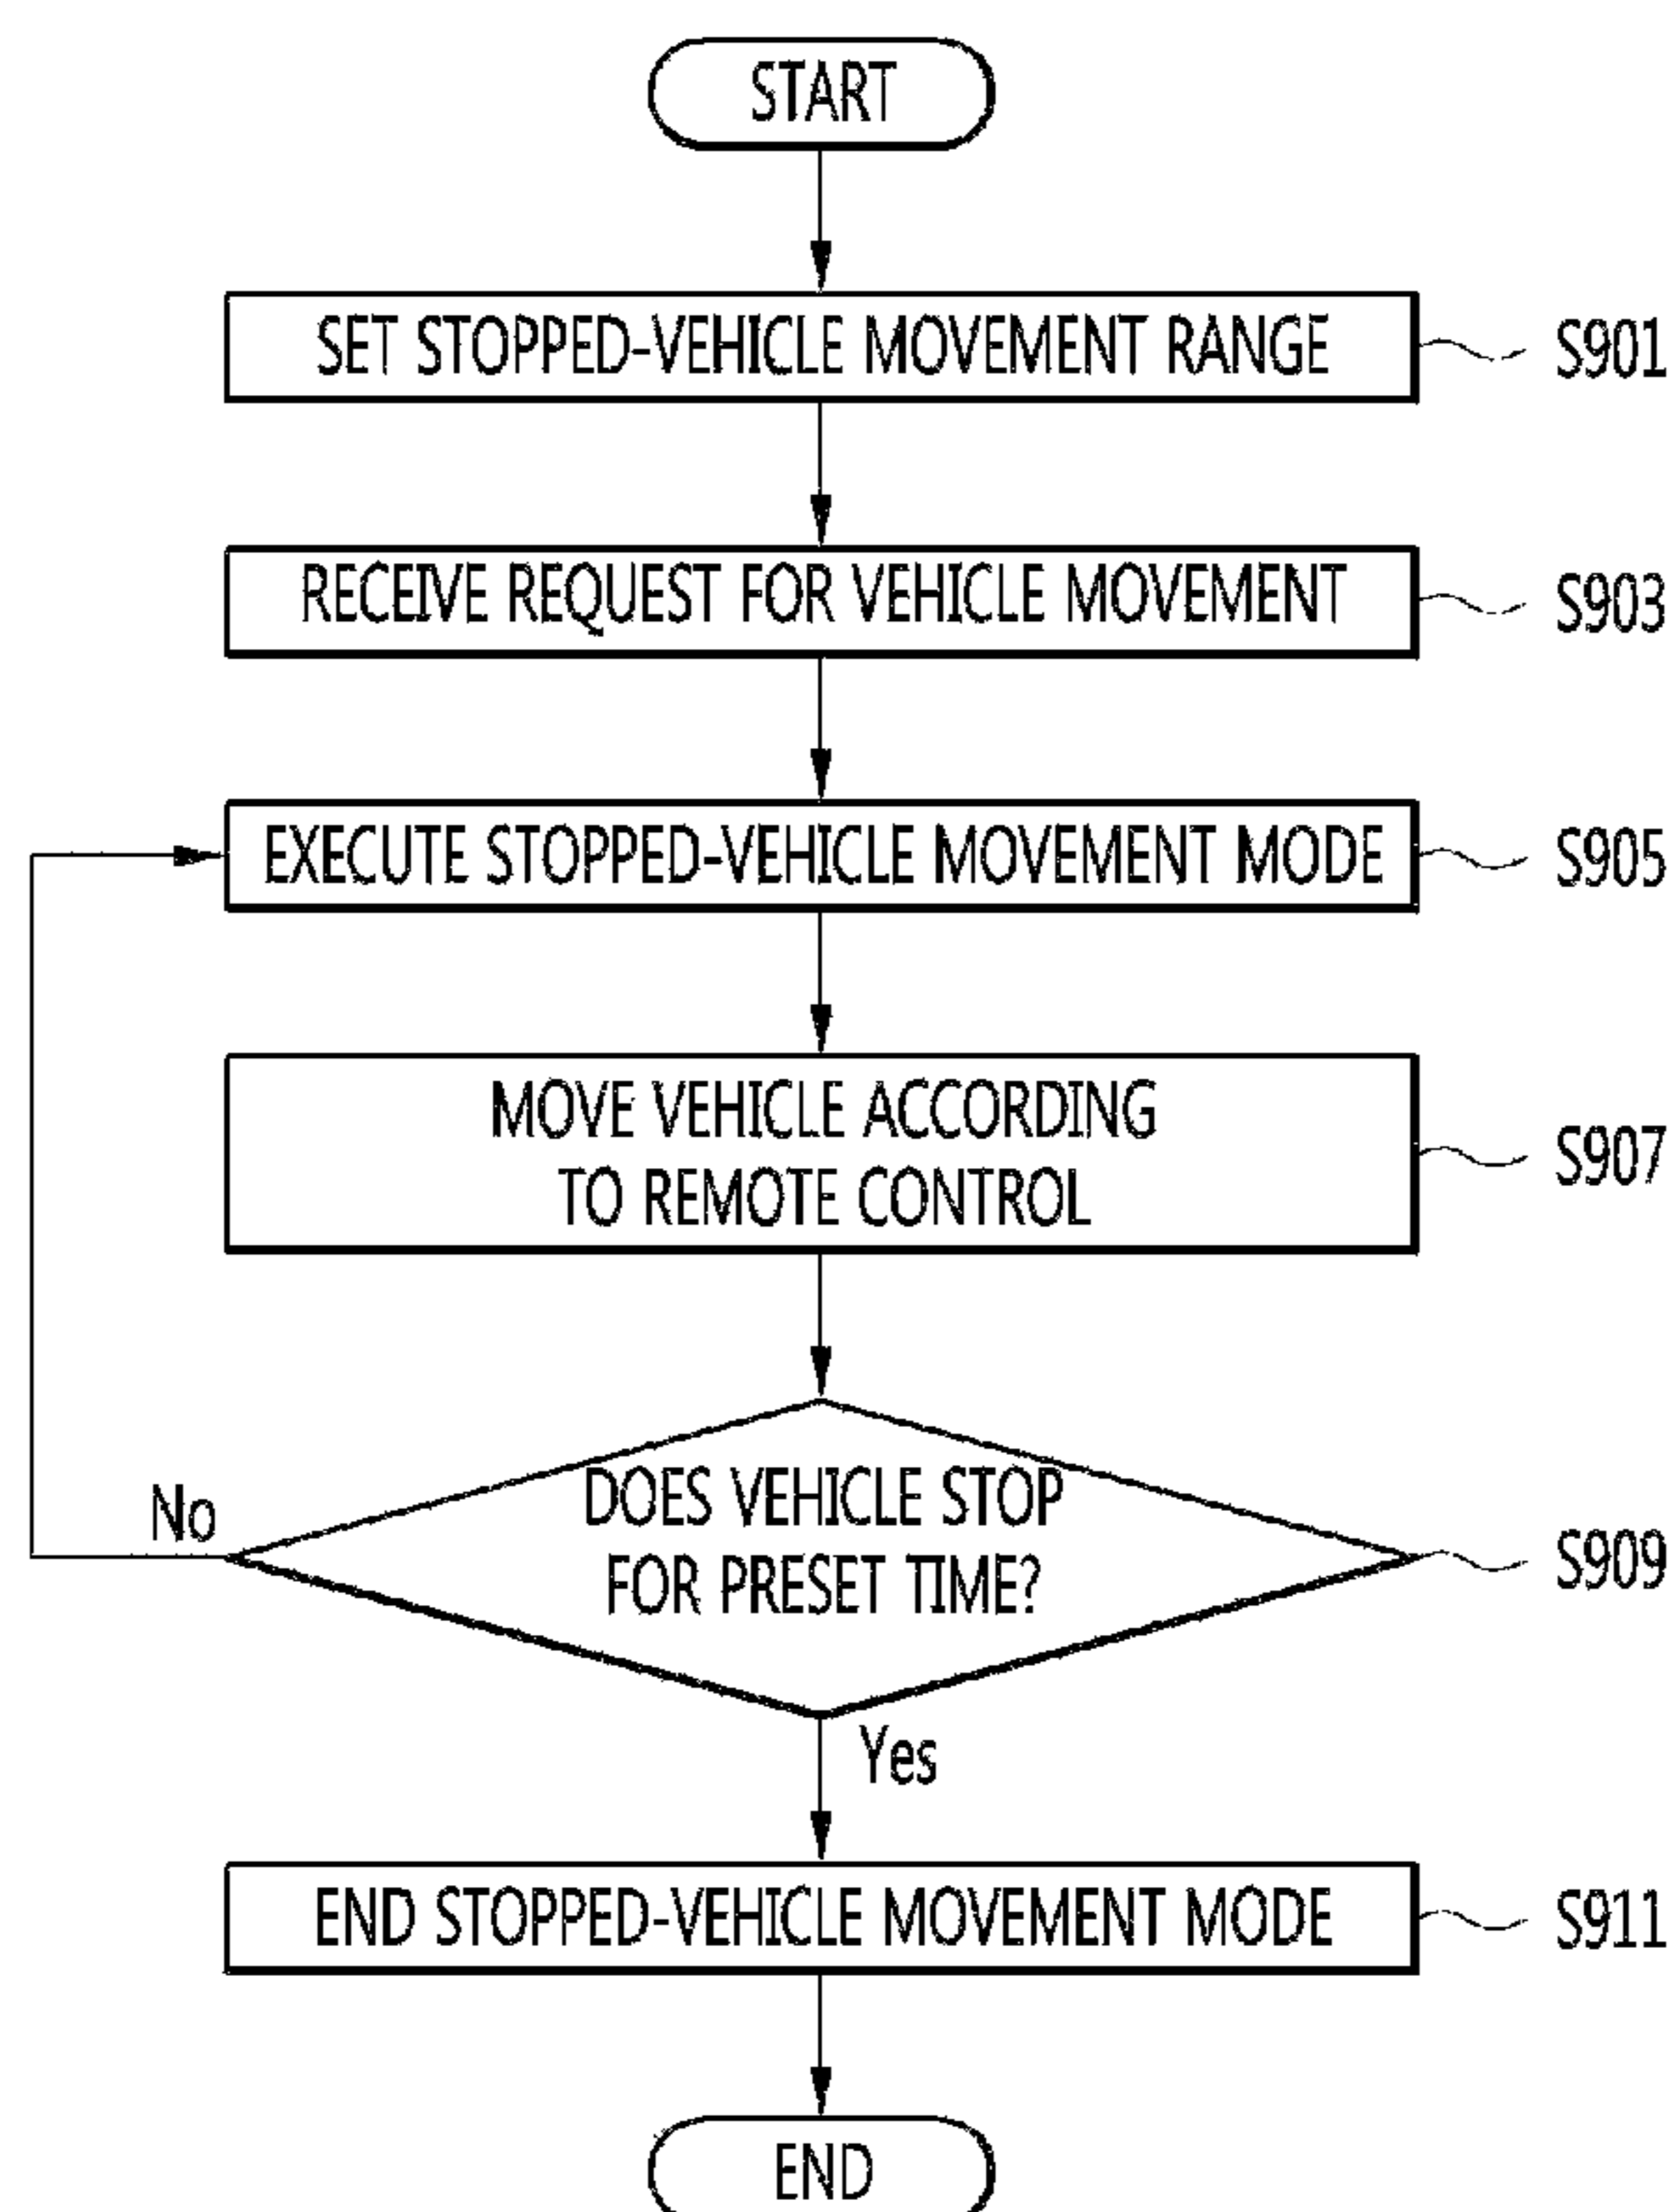 START
SET STOPPED-VEHICLE MOVEMENT RANGE
S901
RECEIVE REQUEST FOR VEHICLE MOVEMENT
S903
EXECUTE STOPPED-VEHICLE MOVEMENT MODE
S905
MOVE VEHICLE ACCORDING
TO REMOTE CONTROL
S907
DOES VEHICLE STOP
FOR PRESET TIME?
S909
No
Yes
END STOPPED-VEHICLE MOVEMENT MODE
S911
END